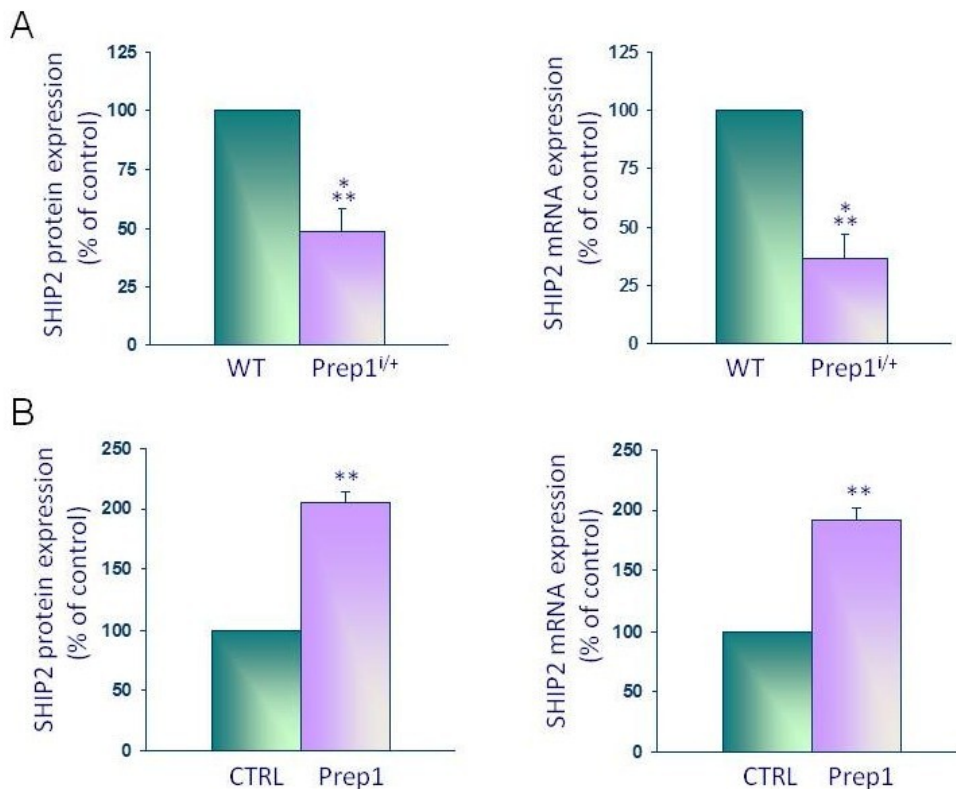 A
SHIP2 protein expression
(% of control)
125
100
75
50
25
0
*
**
WT Prep1i/+
SHIP2 mRNA expression
(% of control)
125
100
75
50
25
0
*
**
WT Prep1i/+
B
SHIP2 protein expression
(% of control)
250
200
150
100
50
0
**
CTRL Prep1
SHIP2 mRNA expression
(% of control)
250
200
150
100
50
0
**
CTRL Prep1